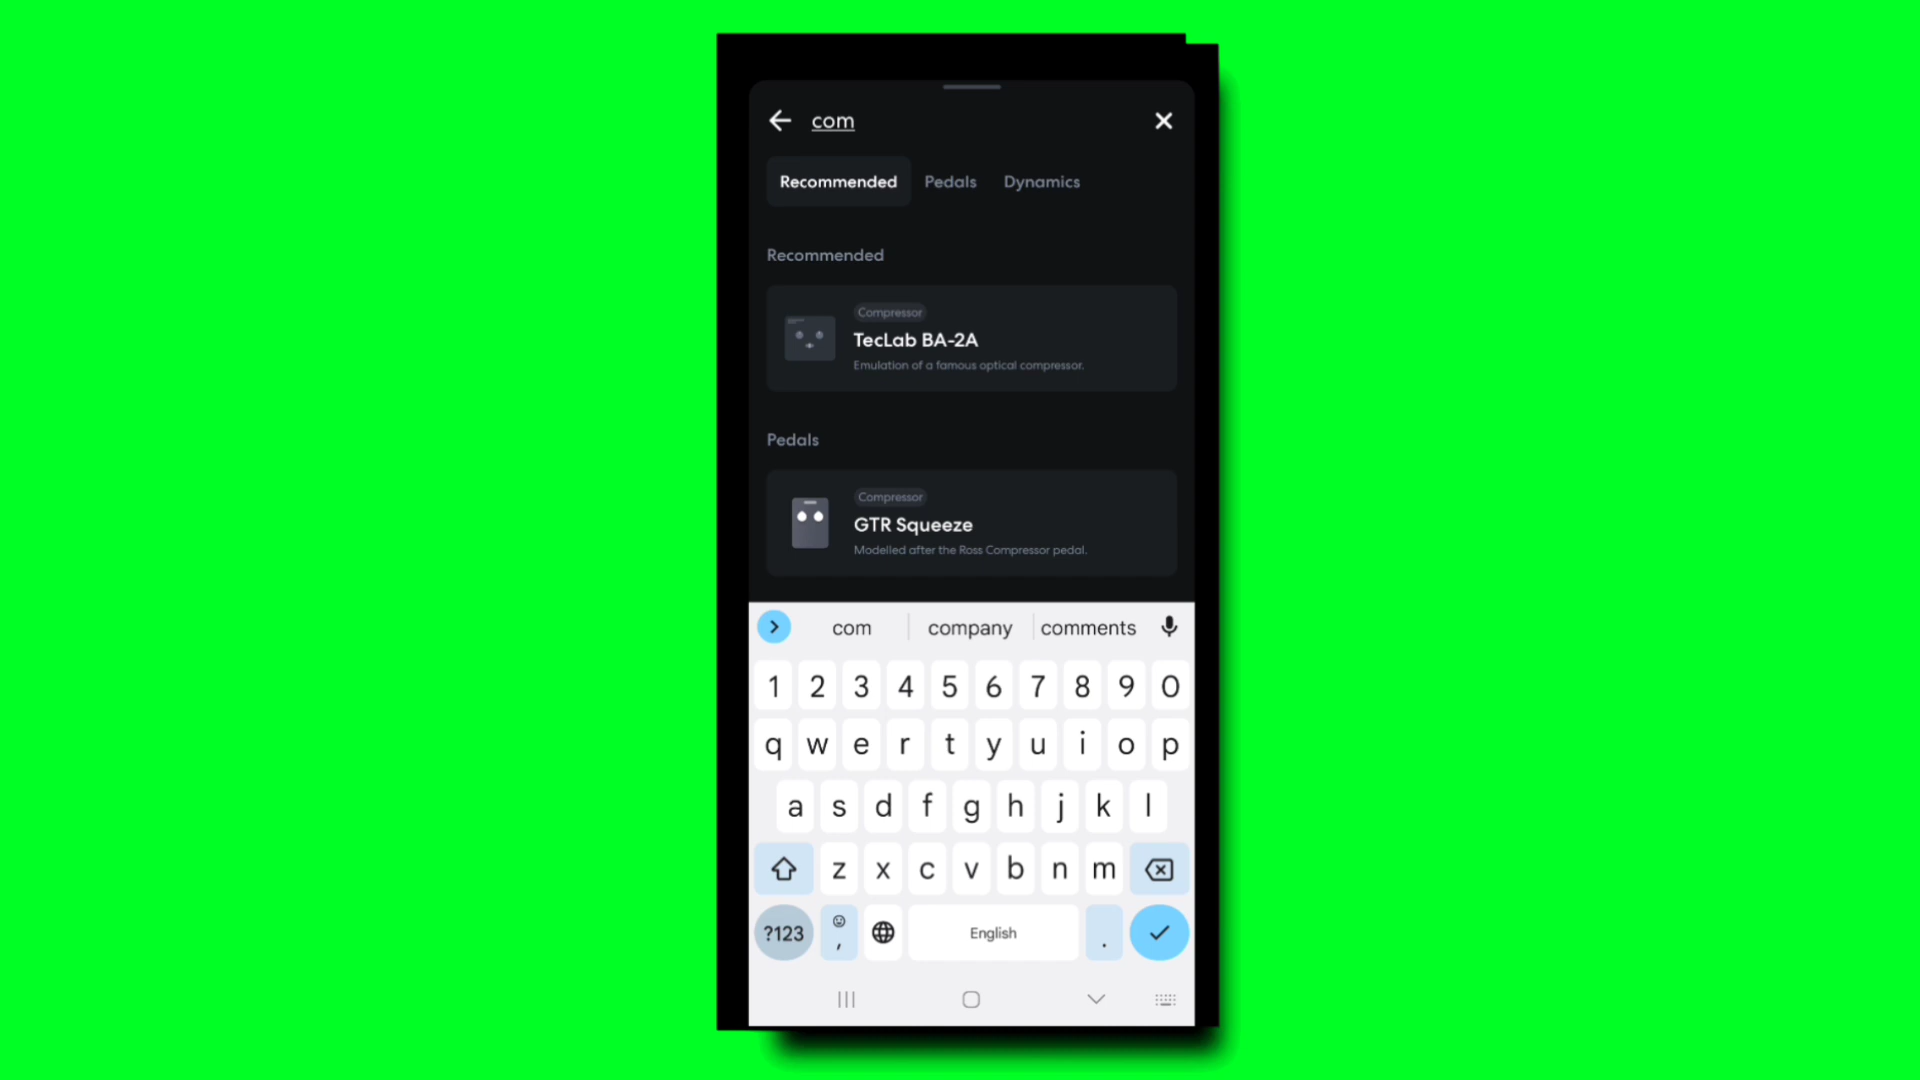 com
Recommended Pedals Dynamics
Recommended
Compressor
TecLab BA-2A
Emulation of a famous optical compressor.
Pedals
Compressor
GTR Squeeze
Modelled after the Ross Compressor pedal.
com company comments
1 2 3 4 5 6 7 8 9 0
q w e r t y u i o p
a s d f g h j k l
z x c v b n m
?123 , English .